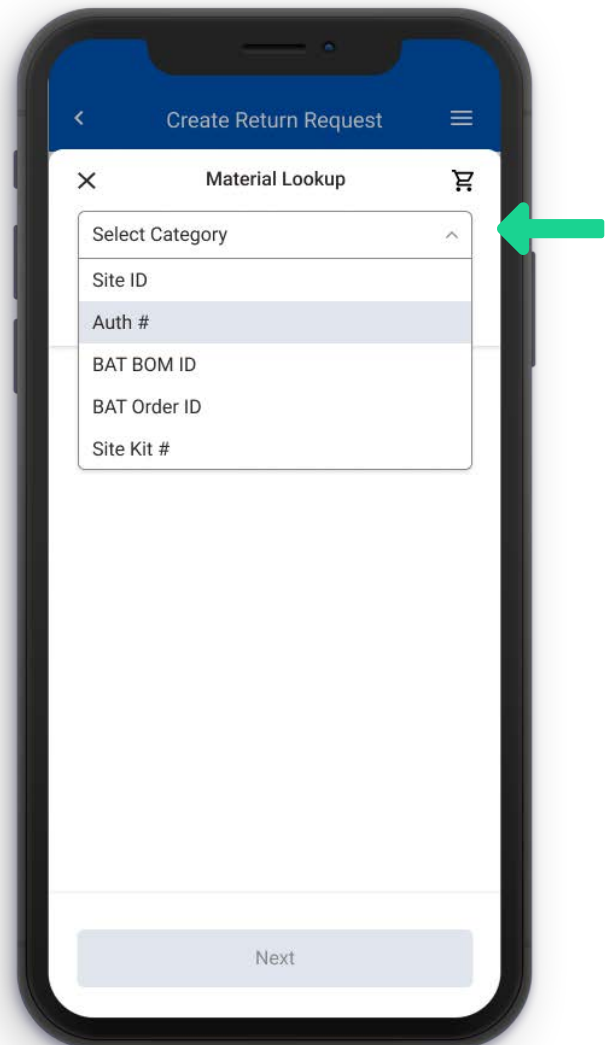 Create Return Request
Material Lookup
Select Category
Site ID
Auth #
BAT BOM ID
BAT Order ID
Site Kit #
Next